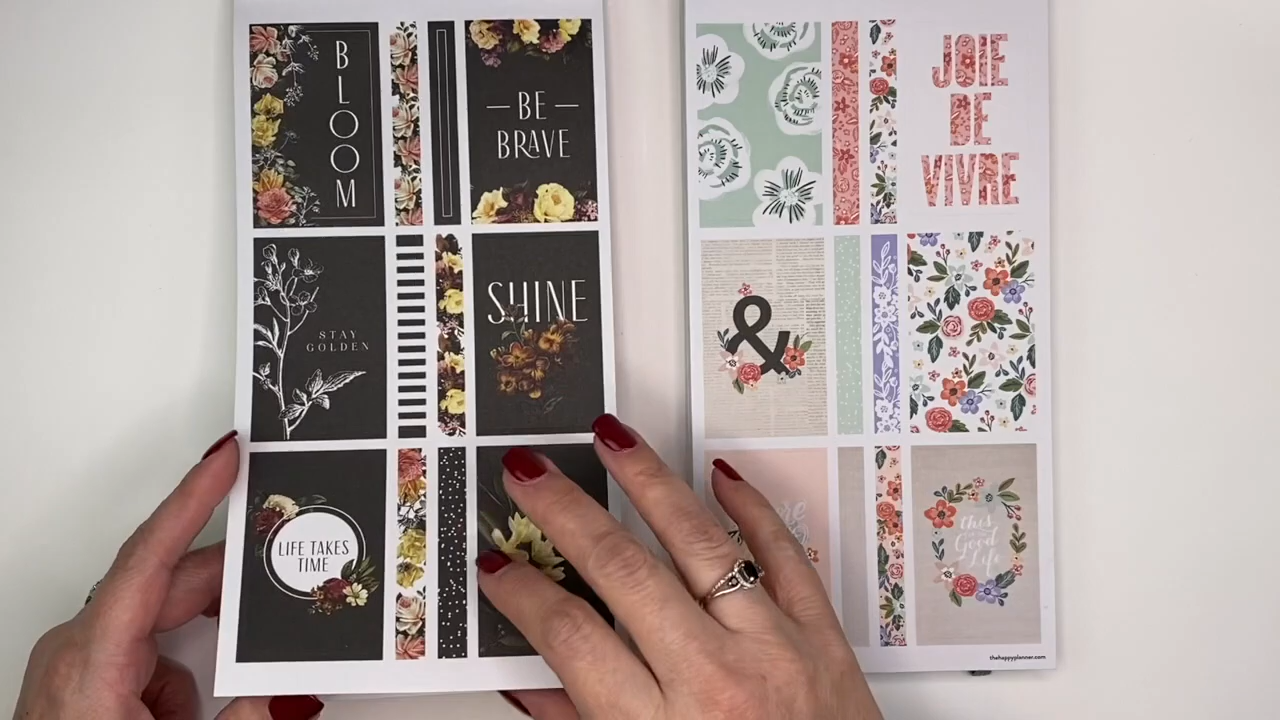 BLOOM
— BE —
BRAVE
STAY
GOLDEN
SHINE
LIFE TAKES
TIME
JOIE
DE
VIVRE
&
this
Good
Life
thehappyplanner.com